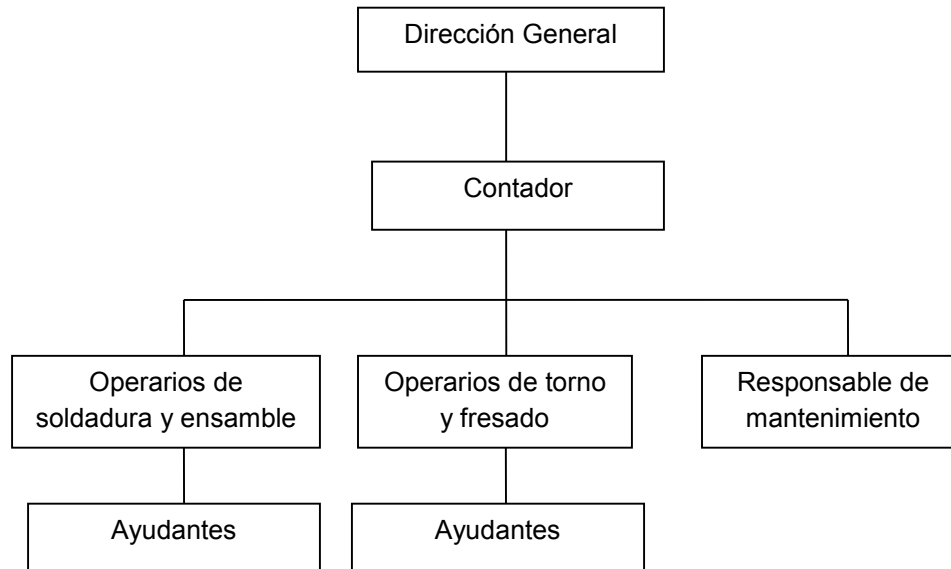 Dirección General
Contador
Operarios de
soldadura y ensamble
Operarios de torno
y fresado
Responsable de
mantenimiento
Ayudantes
Ayudantes